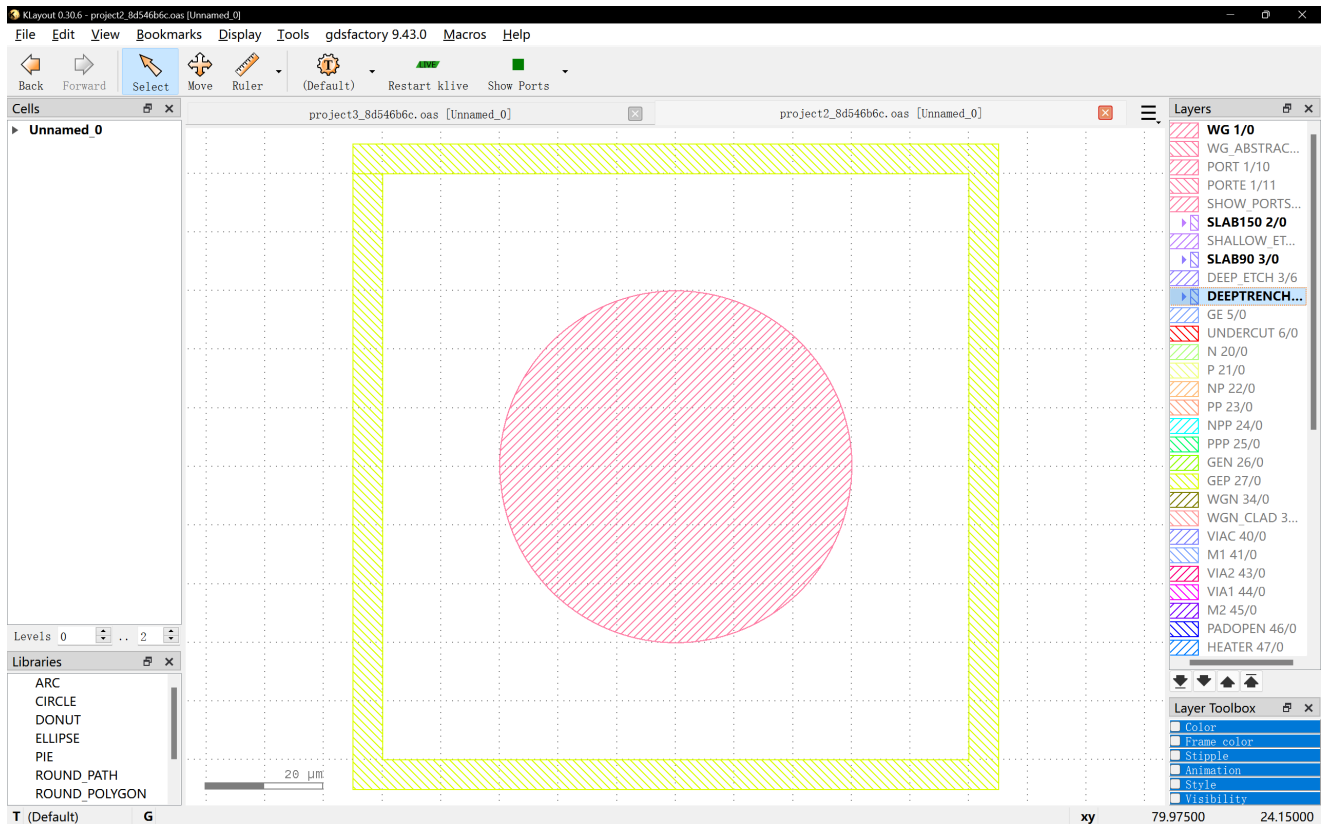 KLayout 0.30.6 - project2_8d546b6c.oas [Unnamed_0]
File Edit View Bookmarks Display Tools gdsfactory 9.43.0 Macros Help
LIVE
T
Back Forward Select Move Ruler (Default) Restart klive Show Ports
Cells
Unnamed_0
Levels 0 .. 2
Libraries
ARC
CIRCLE
DONUT
ELLIPSE
PIE
ROUND_PATH
ROUND_POLYGON
project3_8d546b6c.oas [Unnamed_0]
project2_8d546b6c.oas [Unnamed_0]
20 μm
Layers
WG 1/0
WG_ABSTRAC...
PORT 1/10
PORTE 1/11
SHOW_PORTS...
SLAB150 2/0
SHALLOW_ET...
SLAB90 3/0
DEEP_ETCH 3/6
DEEPTRENCH...
GE 5/0
UNDERCUT 6/0
N 20/0
P 21/0
NP 22/0
PP 23/0
NPP 24/0
PPP 25/0
GEN 26/0
GEP 27/0
WGN 34/0
WGN_CLAD 3...
VIAC 40/0
M1 41/0
VIA2 43/0
VIA1 44/0
M2 45/0
PADOPEN 46/0
HEATER 47/0
Layer Toolbox
Color
Frame color
Stipple
Animation
Style
Visibility
T (Default) G xy 79.97500 24.15000